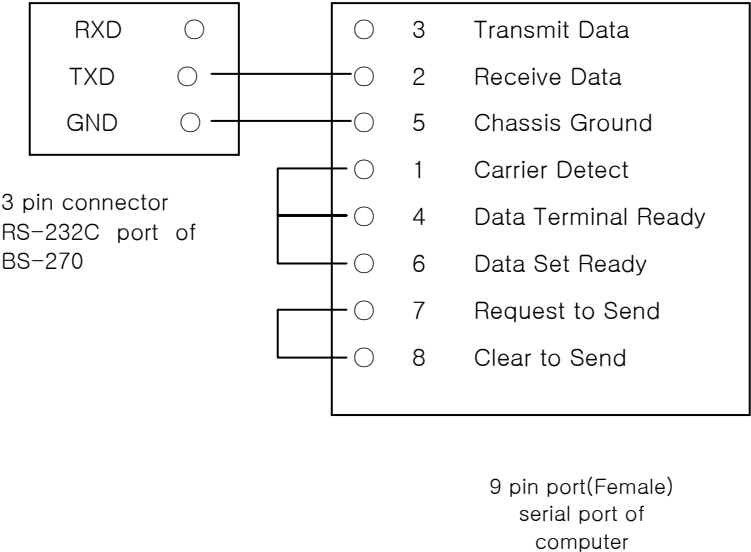 RXD
TXD
GND
3 Transmit Data
2 Receive Data
5 Chassis Ground
1 Carrier Detect
4 Data Terminal Ready
6 Data Set Ready
7 Request to Send
8 Clear to Send
3 pin connector
RS-232C port of
BS-270
9 pin port(Female)
serial port of
computer